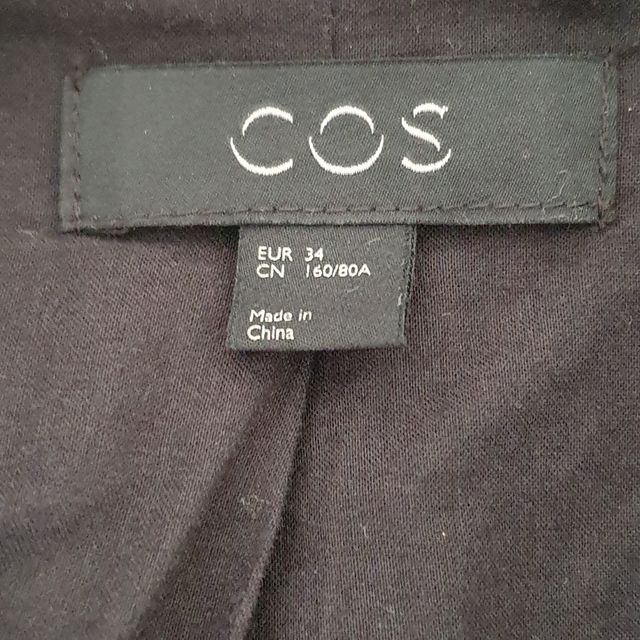 COS
EUR 34
CN 160/80A
Made in
China